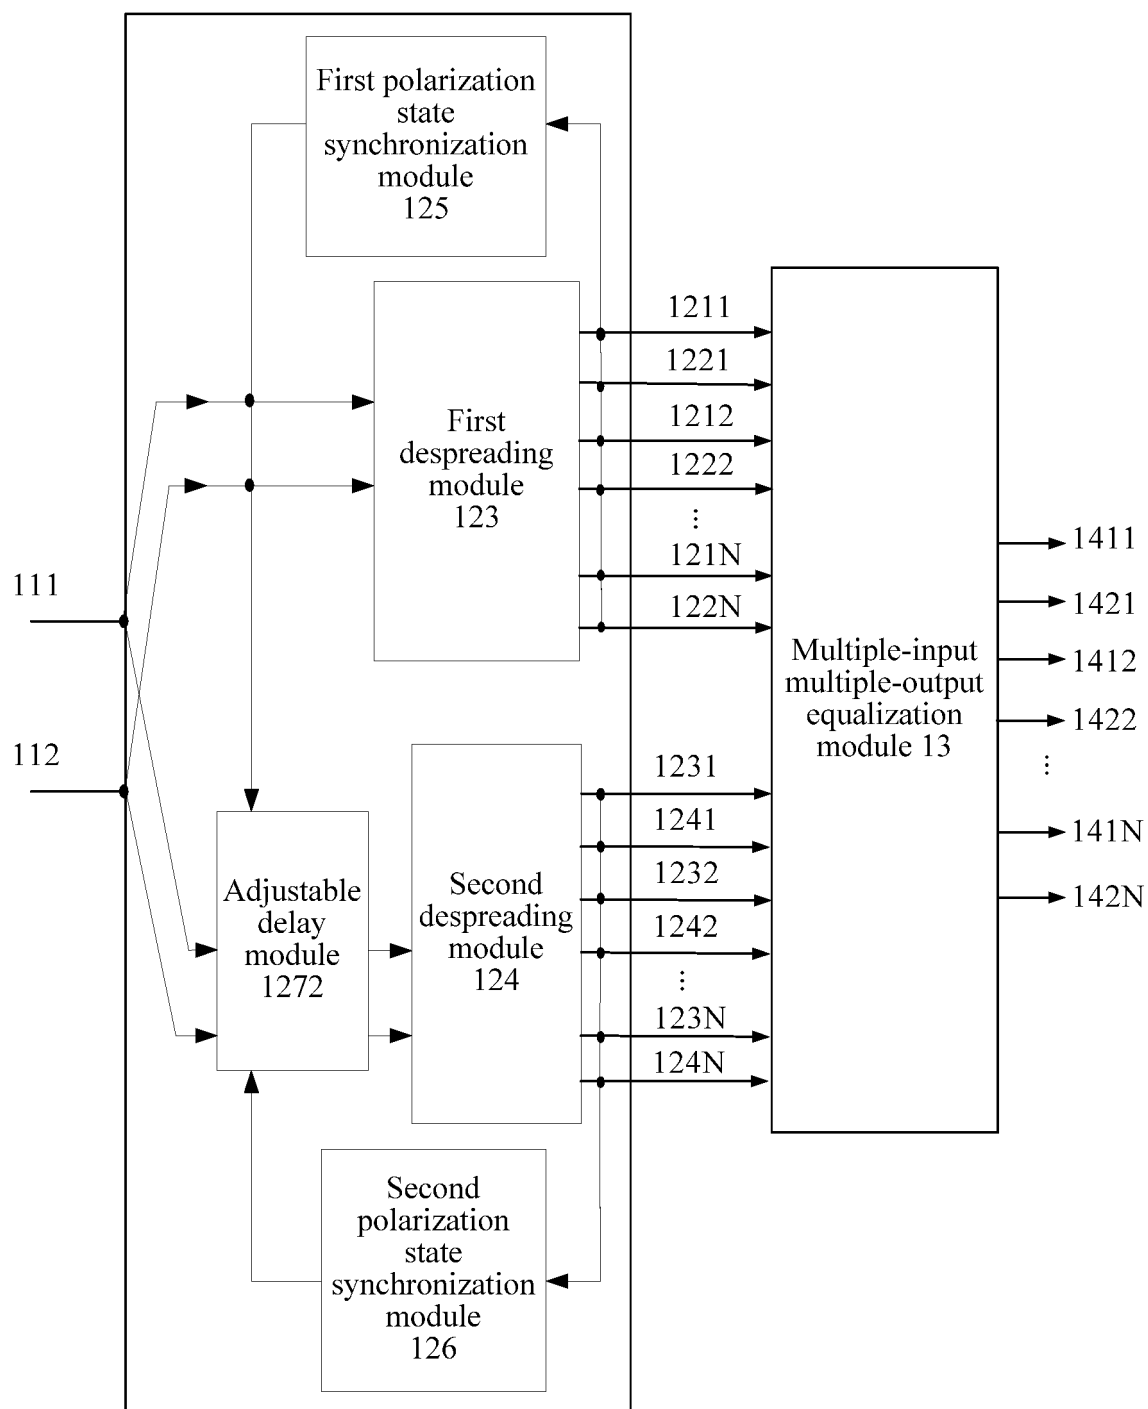 First polarization
state
synchronization
module
125
First
despreading
module
123
1211
1221
1212
1222
...
121N
122N
111
112
Multiple-input
multiple-output
equalization
module 13
1411
1421
1412
1422
...
141N
142N
Adjustable
delay
module
1272
Second
despreading
module
124
1231
1241
1232
1242
...
123N
124N
Second
polarization
state
synchronization
module
126